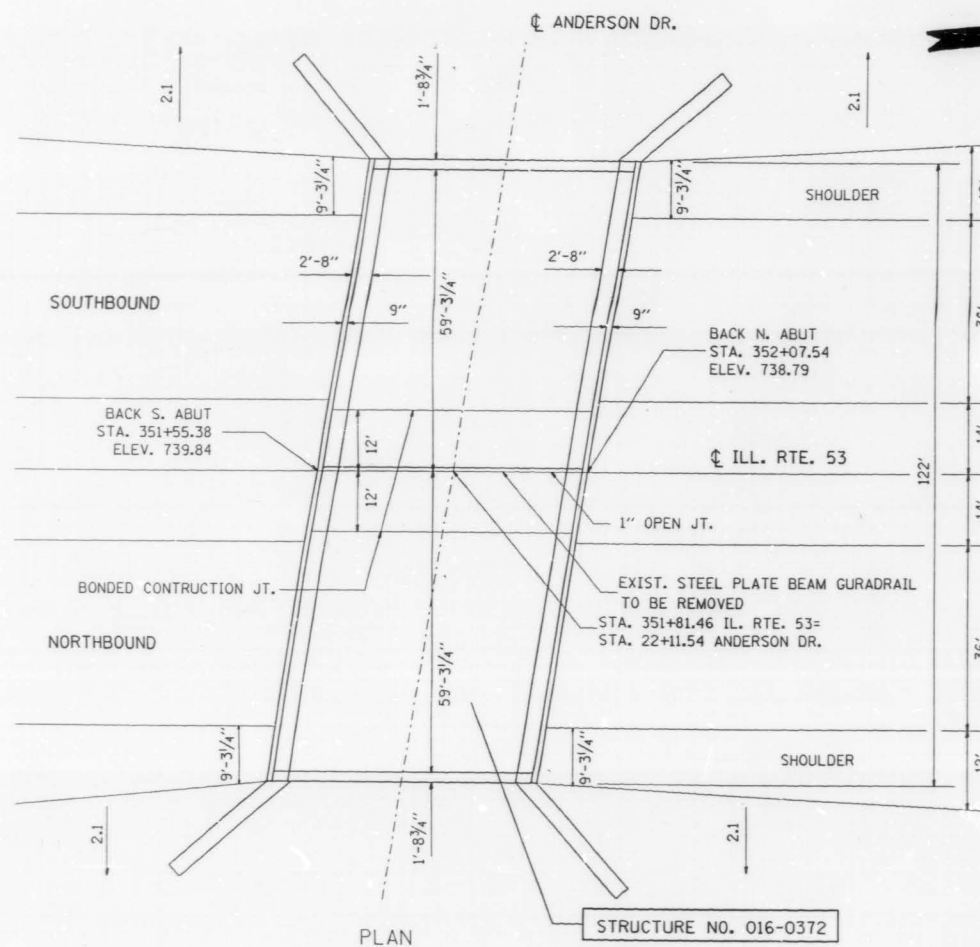 ℄ ANDERSON DR.
2.1
1'-8¾"
2.1
9'-3¼"
9'-3¼"
SHOULDER
2'-8"
2'-8"
SOUTHBOUND
59'-3¼"
9"
9"
BACK N. ABUT
STA. 352+07.54
ELEV. 738.79
BACK S. ABUT
STA. 351+55.38
ELEV. 739.84
12'
℄ ILL. RTE. 53
122'
12'
1" OPEN JT.
BONDED CONTRUCTION JT.
EXIST. STEEL PLATE BEAM GURADRAIL
TO BE REMOVED
STA. 351+81.46 IL. RTE. 53=
STA. 22+11.54 ANDERSON DR.
NORTHBOUND
36'
59'-3¼"
9'-3¼"
9'-3¼"
SHOULDER
12'
2.1
1'-8¾"
2.1
STRUCTURE NO. 016-0372
PLAN